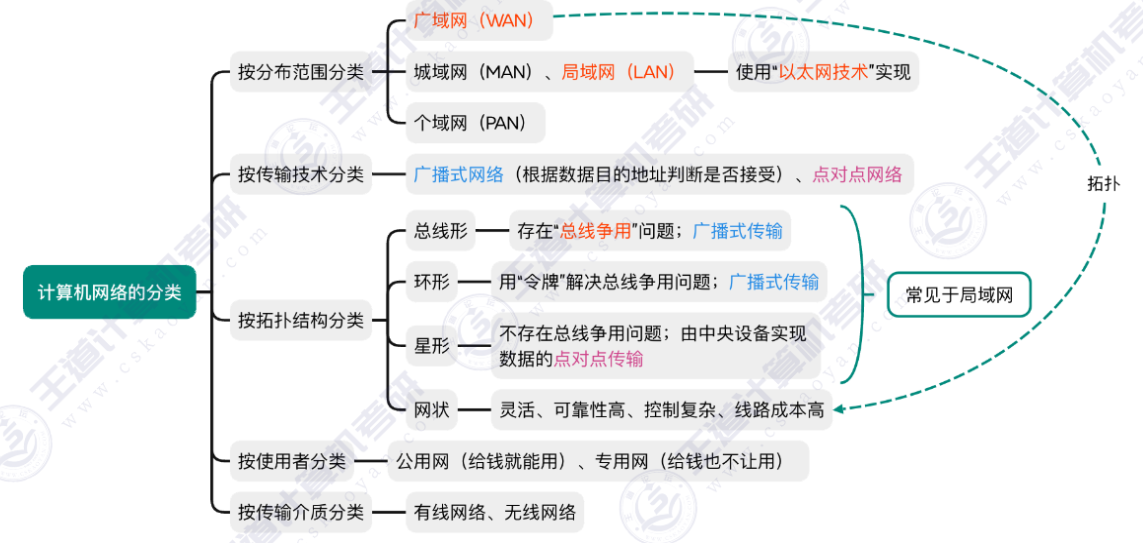 计算机网络的分类
按分布范围分类
广域网（WAN）
城域网（MAN）、局域网（LAN）
使用“以太网技术”实现
个域网（PAN）
按传输技术分类
广播式网络（根据数据目的地址判断是否接受）、点对点网络
按拓扑结构分类
总线形
存在“总线争用”问题；广播式传输
环形
用“令牌”解决总线争用问题；广播式传输
星形
不存在总线争用问题；由中央设备实现
数据的点对点传输
网状
灵活、可靠性高、控制复杂、线路成本高
常见于局域网
拓扑
按使用者分类
公用网（给钱就能用）、专用网（给钱也不让用）
按传输介质分类
有线网络、无线网络
王道计算机考研
www.cskaoyan.com